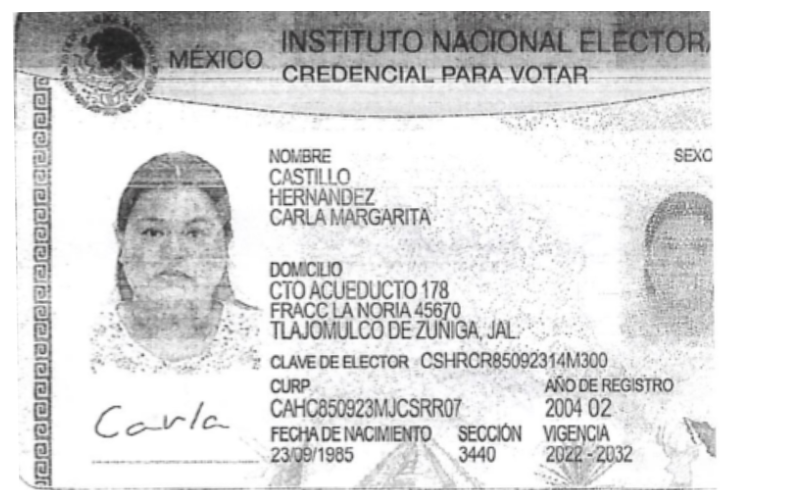 MÉXICO
INSTITUTO NACIONAL ELECTOR
CREDENCIAL PARA VOTAR
NOMBRE
SEXO
CASTILLO
HERNANDEZ
CARLA MARGARITA
DOMICILIO
CTO ACUEDUCTO 178
FRACC LA NORIA 45670
TLAJOMULCO DE ZUÑIGA, JAL.
CLAVE DE ELECTOR CSHRCR85092314M300
CURP
AÑO DE REGISTRO
CAHC850923MJCSRR07
2004 02
FECHA DE NACIMIENTO SECCIÓN VIGENCIA
23/09/1985 3440 2022 - 2032
Carla